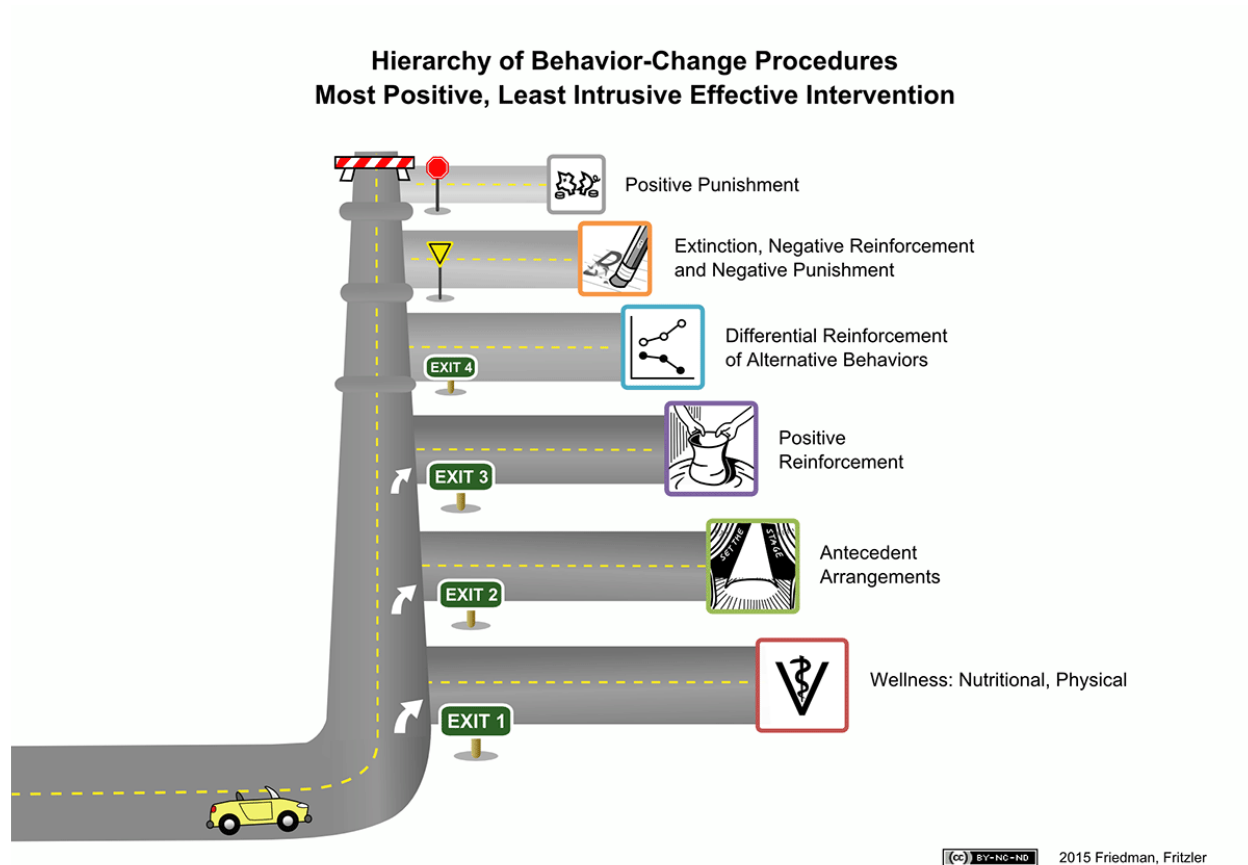 Hierarchy of Behavior-Change Procedures
Most Positive, Least Intrusive Effective Intervention
Positive Punishment
Extinction, Negative Reinforcement
and Negative Punishment
Differential Reinforcement
of Alternative Behaviors
EXIT 4
Positive
Reinforcement
EXIT 3
SET THE STAGE
Antecedent
Arrangements
EXIT 2
Wellness: Nutritional, Physical
V
EXIT 1
(cc) BY-NC-ND
2015 Friedman, Fritzler